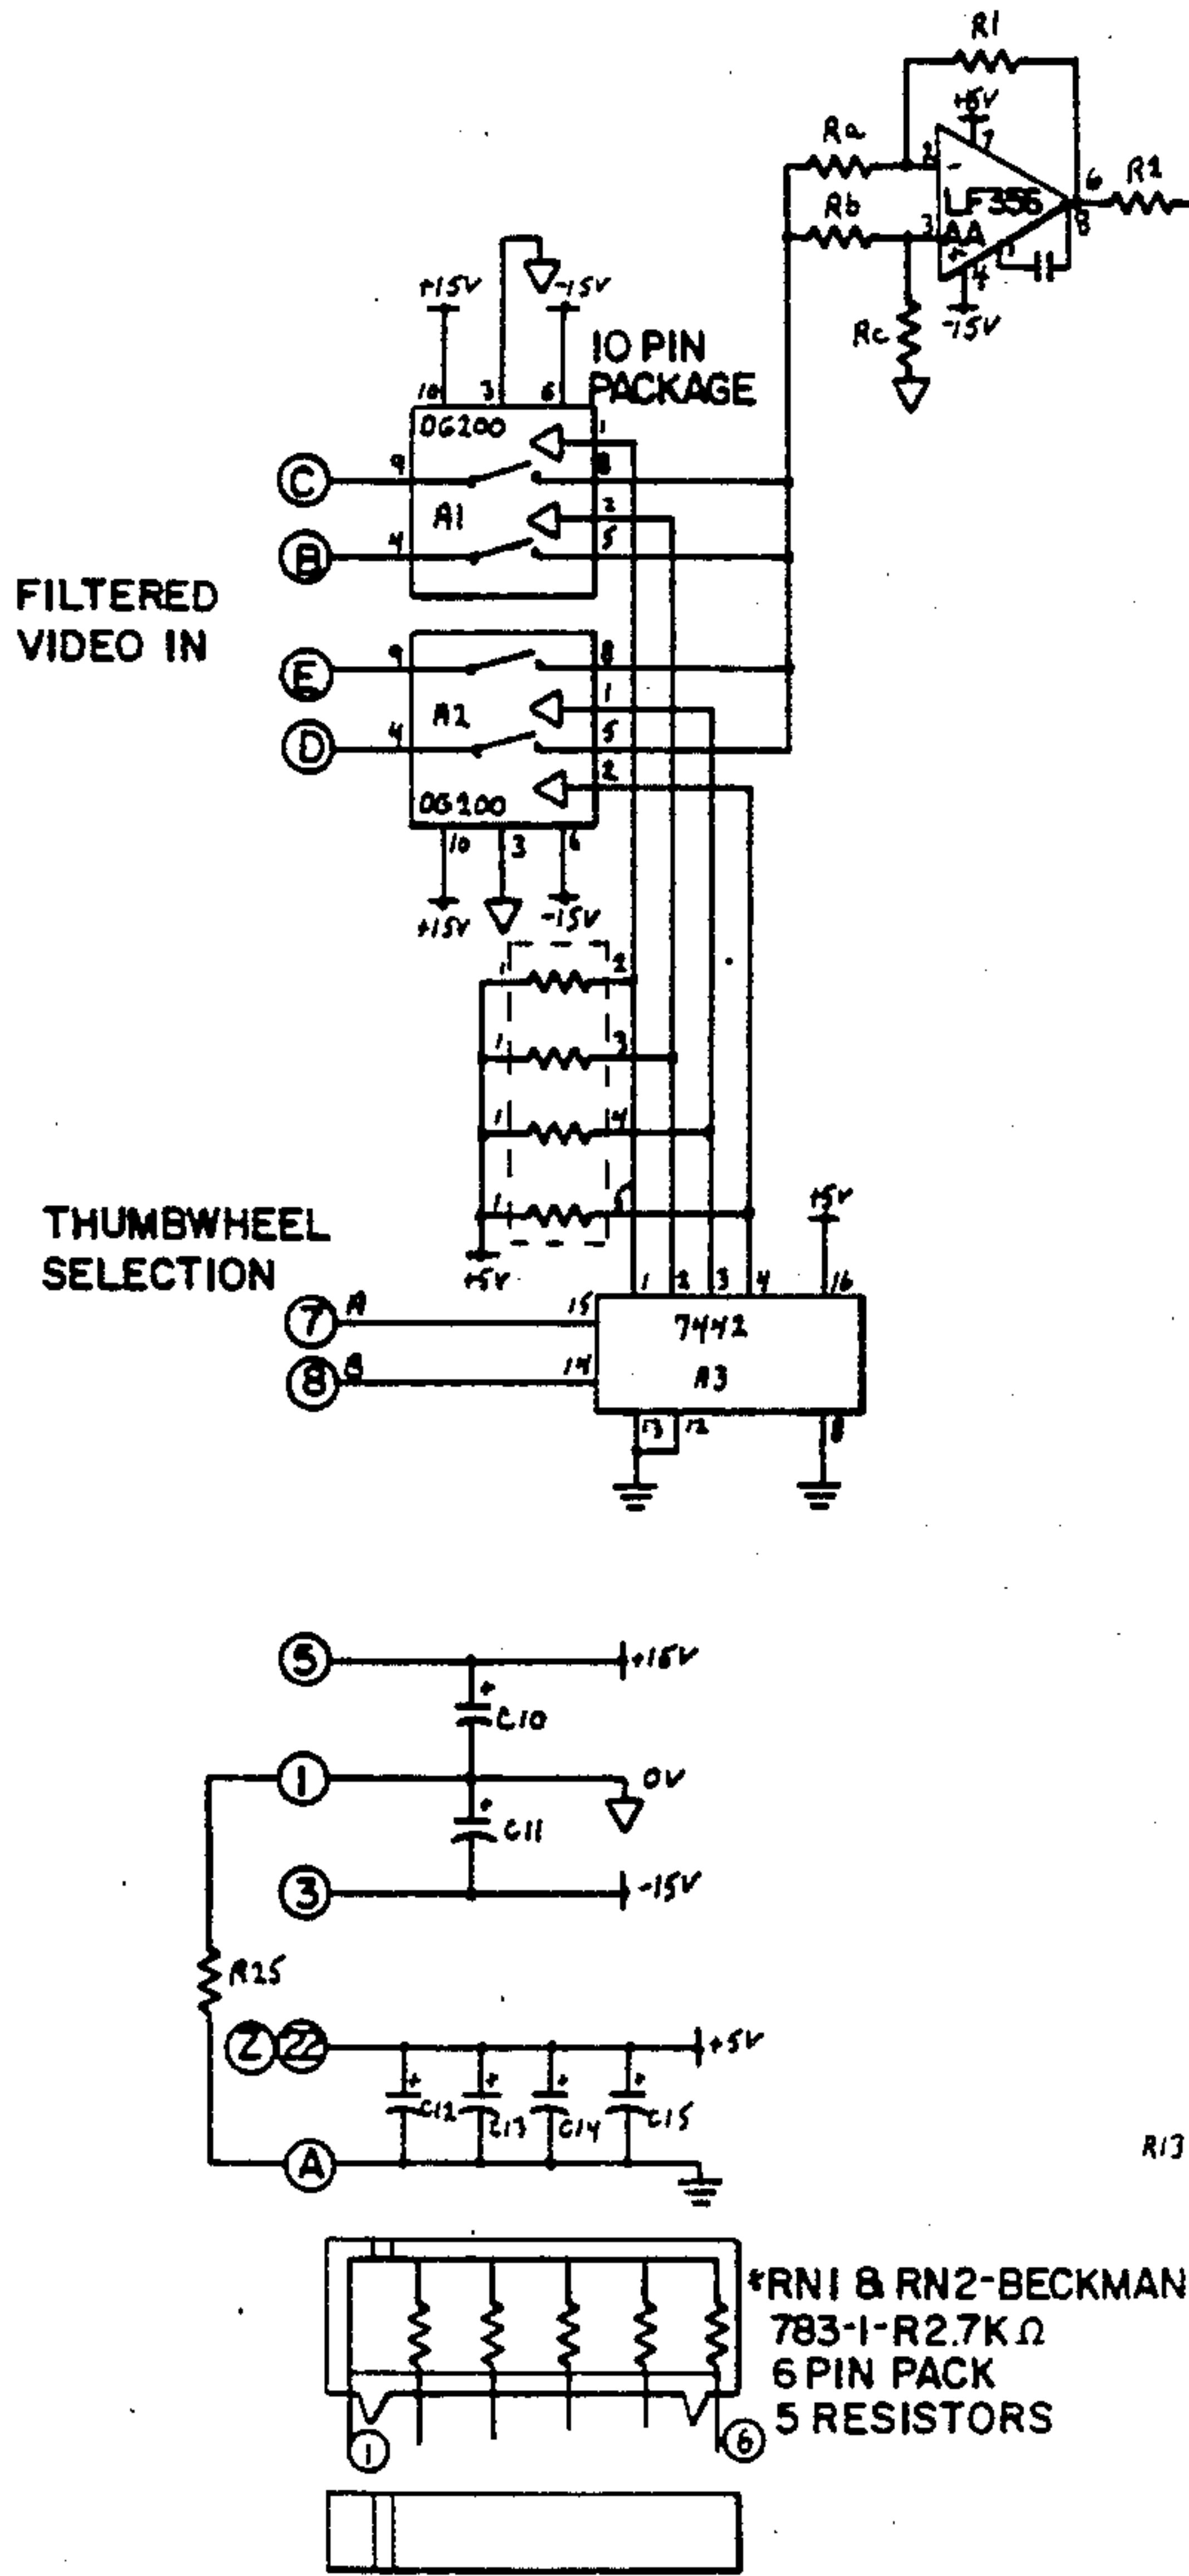 R1
+15V
Ra
2
-
7
LF356
6
R2
Rb
3
AA
+
8
1
4
-15V
Rc
+15V
-15V
10 PIN
PACKAGE
10
3
6
DG200
1
C
9
8
A1
2
B
4
5
FILTERED
VIDEO IN
E
9
8
A2
1
D
4
5
2
DG200
10
3
6
+15V
-15V
1
2
1
3
1
4
1
+5V
THUMBWHEEL
SELECTION
+5V
1
2
3
4
16
7
A
15
7442
8
B
14
A3
13
12
8
5
+15V
+
C10
1
0V
+
C11
3
-15V
R25
2
22
+5V
+
+
+
+
C12
C13
C14
C15
A
R13
*RN1 & RN2-BECKMAN
783-1-R2.7KΩ
6 PIN PACK
5 RESISTORS
1
6